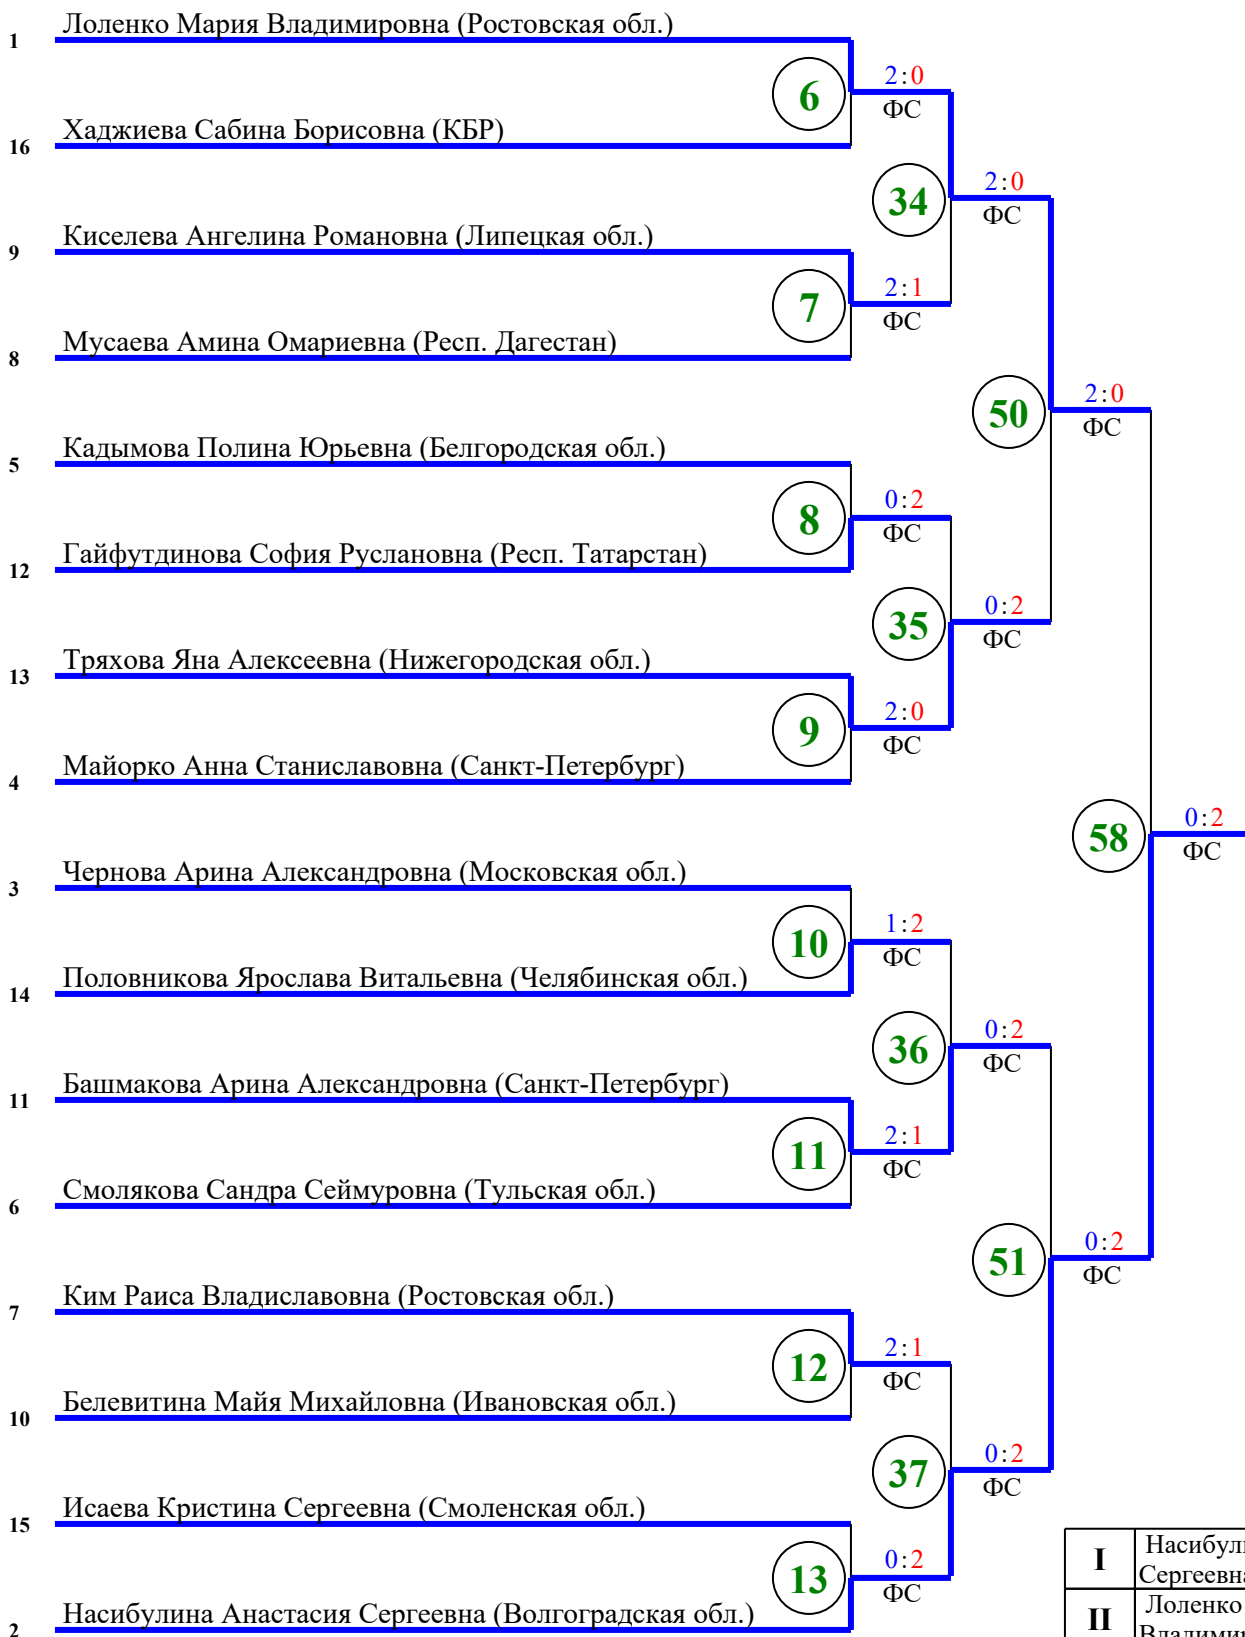 Лоленко Мария Владимировна (Ростовская обл.)
1
6
2:0
ФС
Хаджиева Сабина Борисовна (КБР)
16
34
2:0
ФС
Киселева Ангелина Романовна (Липецкая обл.)
9
7
2:1
ФС
Мусаева Амина Омариевна (Респ. Дагестан)
8
50
2:0
ФС
Кадымова Полина Юрьевна (Белгородская обл.)
5
8
0:2
ФС
Гайфутдинова София Руслановна (Респ. Татарстан)
12
35
0:2
ФС
Тряхова Яна Алексеевна (Нижегородская обл.)
13
9
2:0
ФС
Майорко Анна Станиславовна (Санкт-Петербург)
4
58
0:2
ФС
Чернова Арина Александровна (Московская обл.)
3
10
1:2
ФС
Половникова Ярослава Витальевна (Челябинская обл.)
14
36
0:2
ФС
Башмакова Арина Александровна (Санкт-Петербург)
11
11
2:1
ФС
Смолякова Сандра Сеймуровна (Тульская обл.)
6
51
0:2
ФС
Ким Раиса Владиславовна (Ростовская обл.)
7
12
2:1
ФС
Белевитина Майя Михайловна (Ивановская обл.)
10
37
0:2
ФС
Исаева Кристина Сергеевна (Смоленская обл.)
15
13
0:2
ФС
Насибулина Анастасия Сергеевна (Волгоградская обл.)
2
I
Сергеевна
II
Лоленко